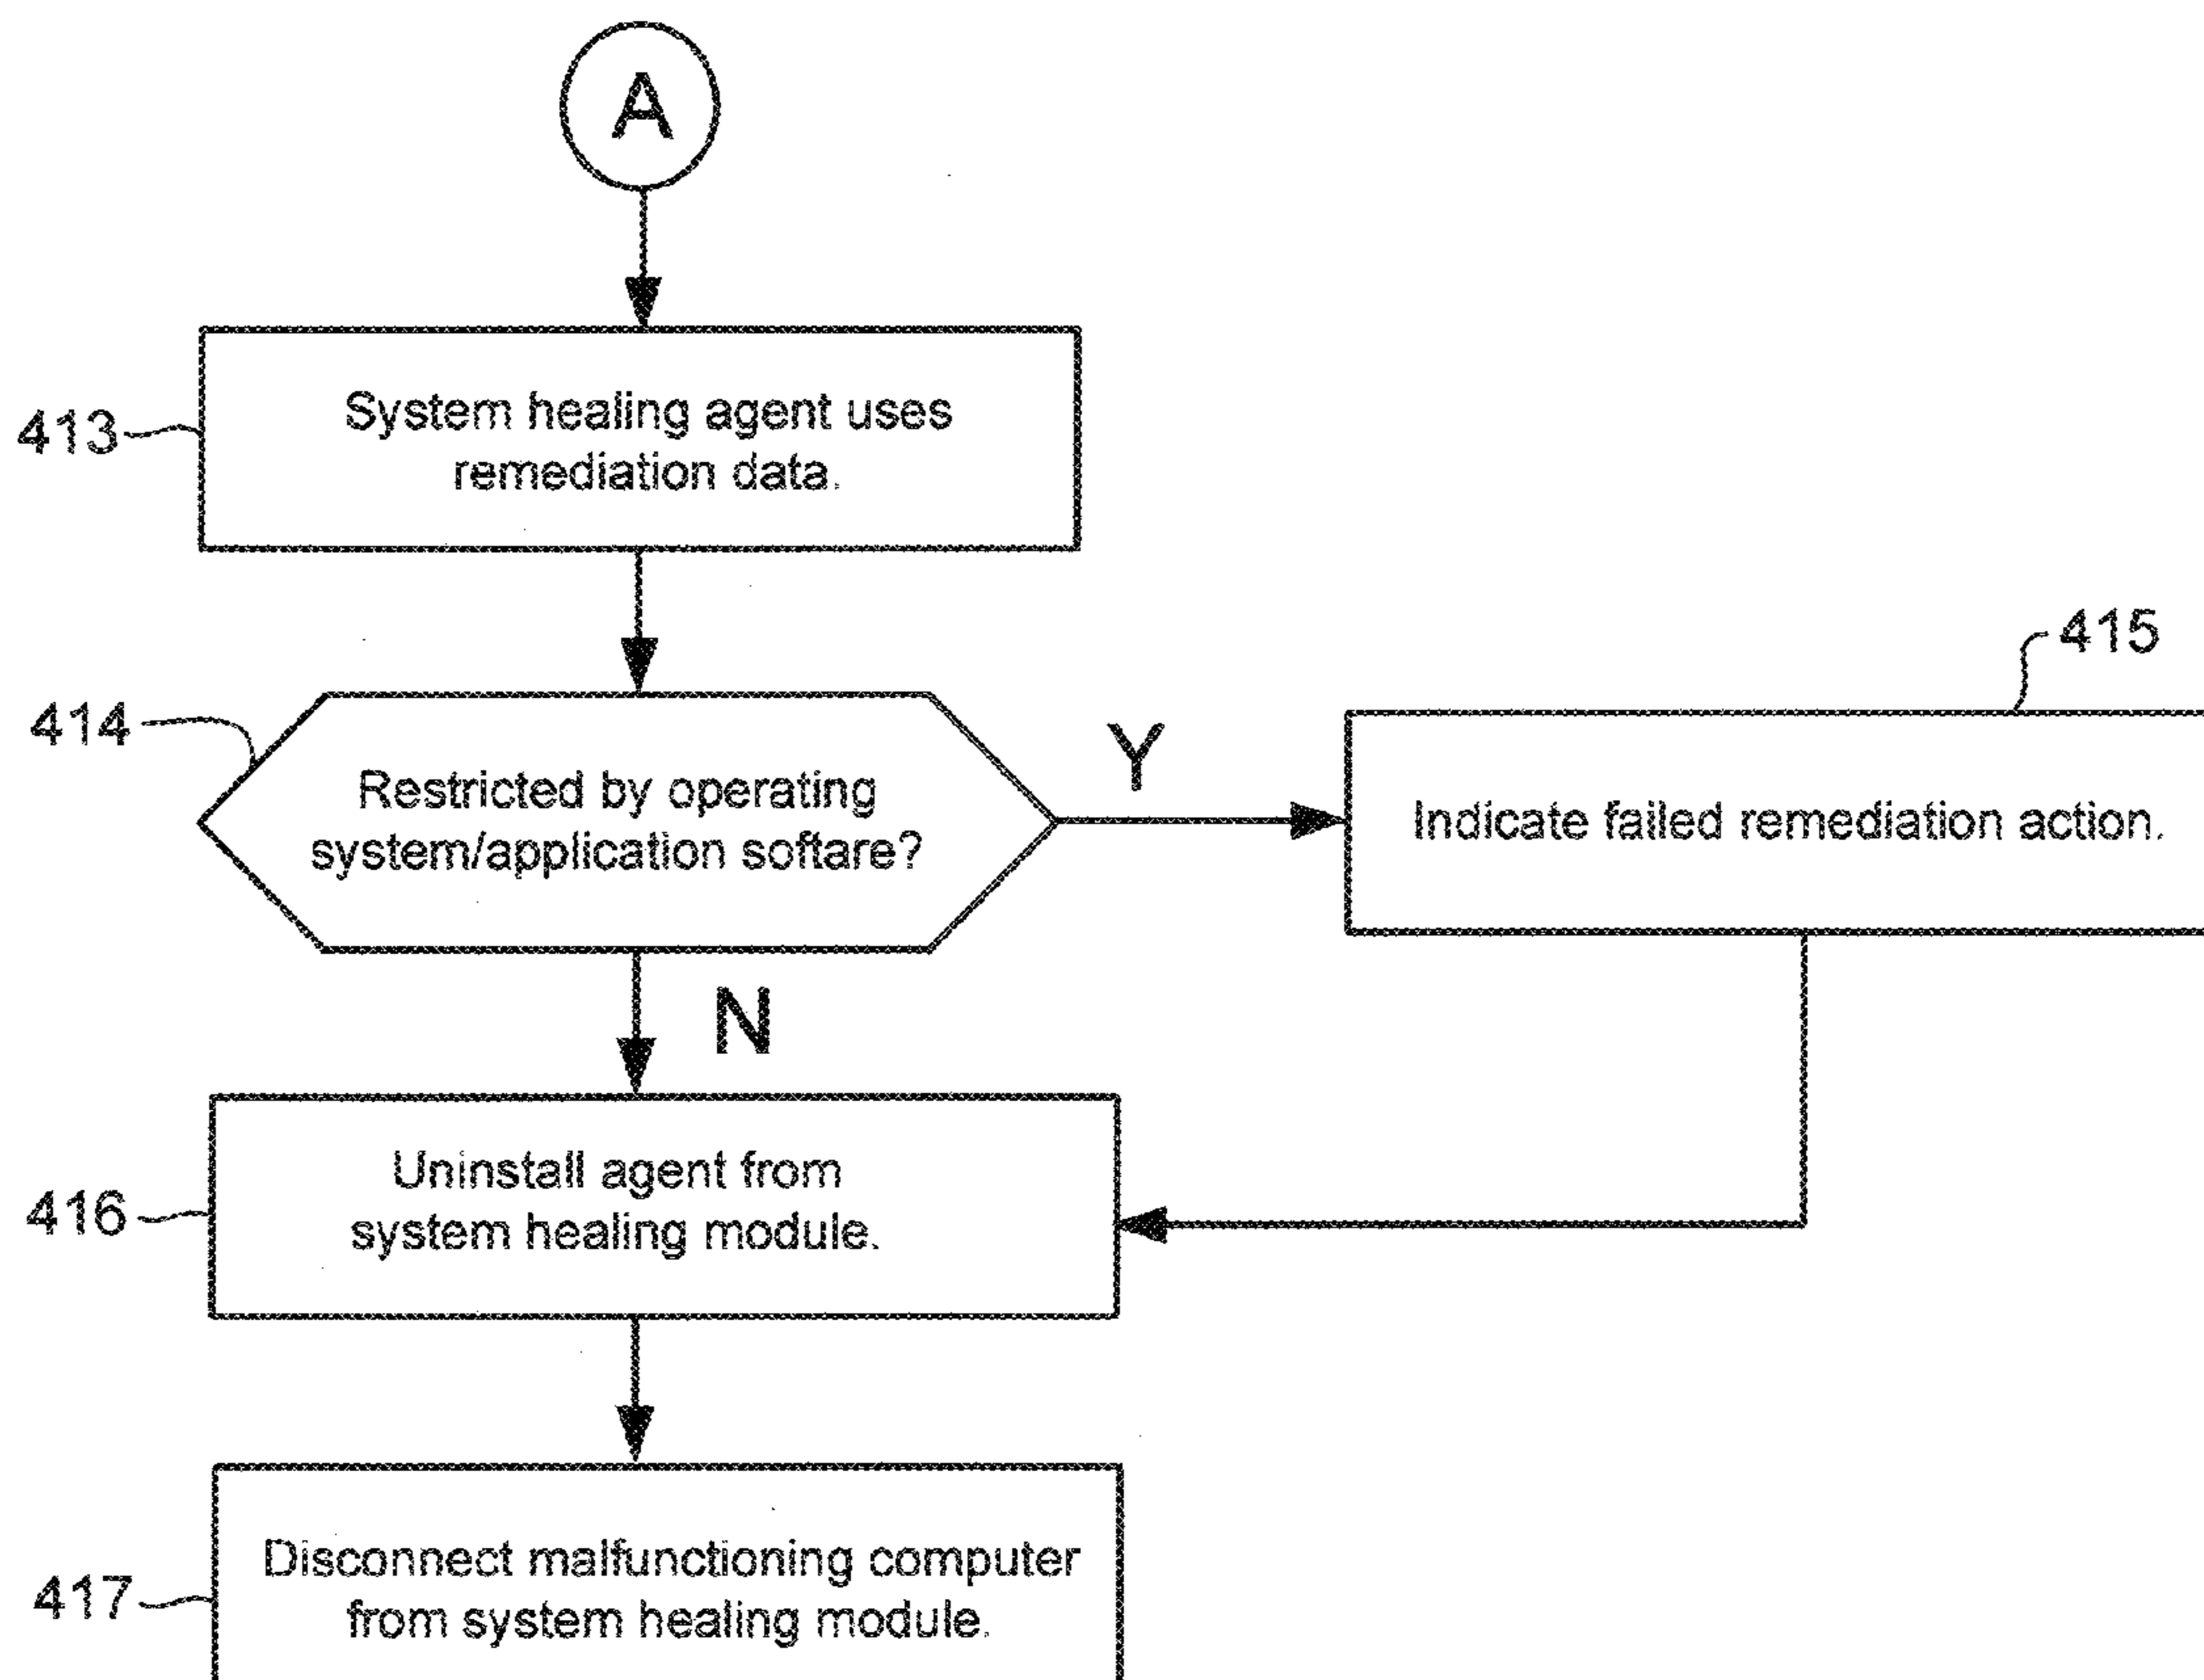 A
413
System healing agent uses
remediation data.
414
Restricted by operating
system/application softare?
Y
415
Indicate failed remediation action.
N
416
Uninstall agent from
system healing module.
417
Disconnect malfunctioning computer
from system healing module.